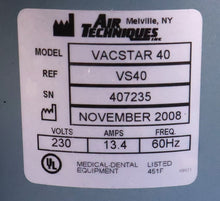 AIR TECHNIQUES INC. Melville, NY
MODEL VACSTAR 40
REF VS40
SN 407235
NOVEMBER 2008
VOLTS AMPS FREQ.
230 13.4 60Hz
UL MEDICAL-DENTAL EQUIPMENT LISTED 451F